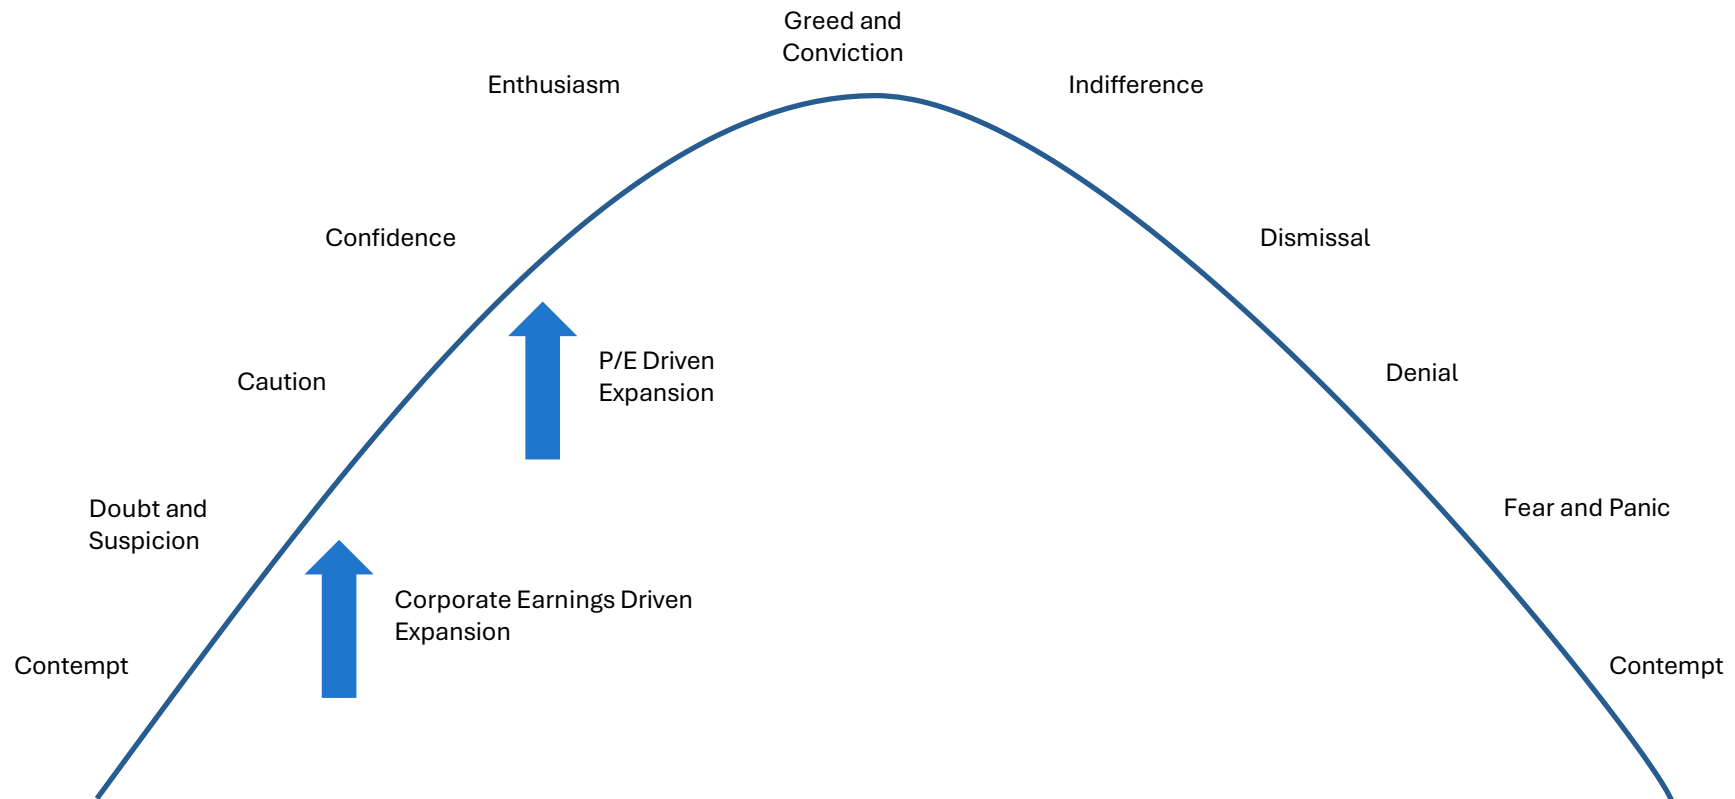 Greed and
Conviction
Enthusiasm
Indifference
Confidence
Dismissal
P/E Driven
Expansion
Caution
Denial
Doubt and
Suspicion
Fear and Panic
Corporate Earnings Driven
Expansion
Contempt
Contempt